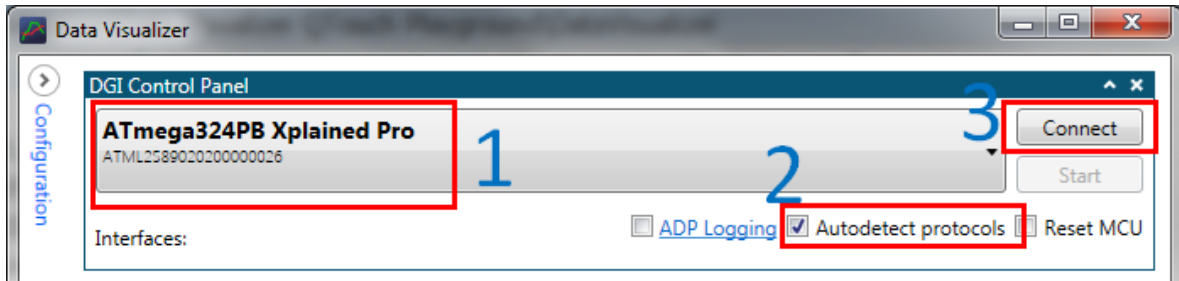 Data Visualizer
Configuration
DGI Control Panel
ATmega324PB Xplained Pro
ATML2589020200000026
1
2
3
Connect
Start
Interfaces:
ADP Logging
Autodetect protocols
Reset MCU